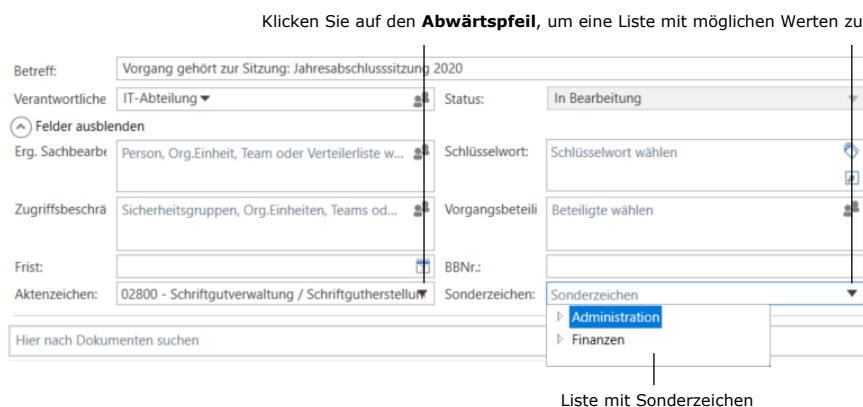 Klicken Sie auf den Abwärtspfeil, um eine Liste mit möglichen Werten zu
Betreff: Vorgang gehört zur Sitzung: Jahresabschlusssitzung 2020
Verantwortliche IT-Abteilung Status: In Bearbeitung
Felder ausblenden
Erg. Sachbearbe Person, Org.Einheit, Team oder Verteilerliste w... Schlüsselwort: Schlüsselwort wählen
Zugriffsbeschrä Sicherheitsgruppen, Org.Einheiten, Teams od... Vorgangsbeteili Beteiligte wählen
Frist: BBNr.:
Aktenzeichen: 02800 - Schriftgutverwaltung / Schriftgutherstellun Sonderzeichen: Sonderzeichen
Administration
Finanzen
Hier nach Dokumenten suchen
Liste mit Sonderzeichen